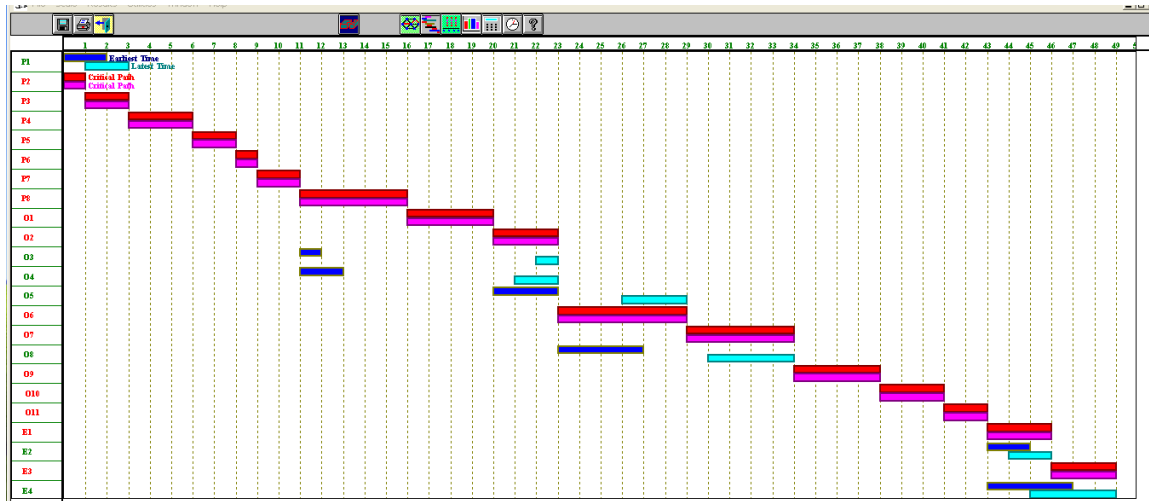 1 2 3 4 5 6 7 8 9 10 11 12 13 14 15 16 17 18 19 20 21 22 23 24 25 26 27 28 29 30 31 32 33 34 35 36 37 38 39 40 41 42 43 44 45 46 47 48 49
P1 Earliest Time
Latest Time
P2 Critical Path
Critical Path
P3
P4
P5
P6
P7
P8
O1
O2
O3
O4
O5
O6
O7
O8
O9
O10
O11
E1
E2
E3
E4